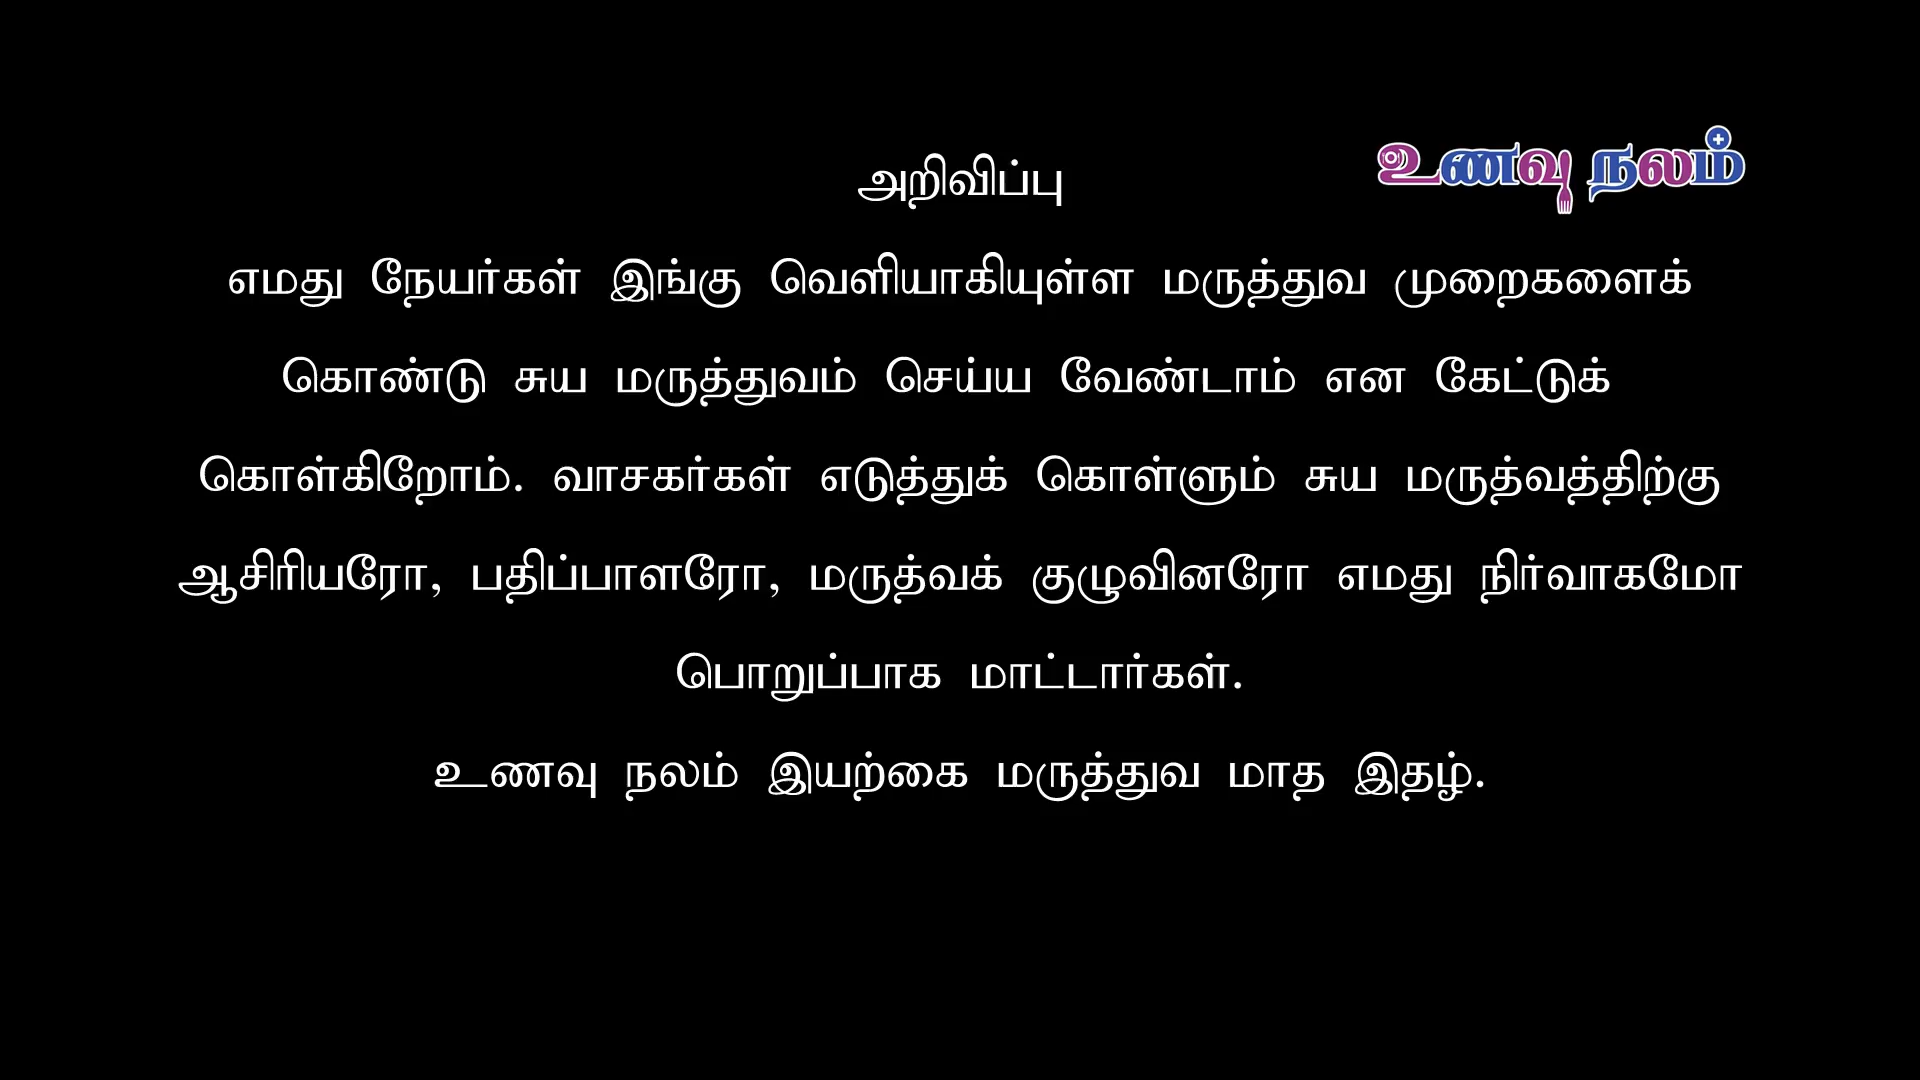 அறிவிப்பு
உணவு நலம்
எமது நேயர்கள் இங்கு வெளியாகியுள்ள மருத்துவ முறைகளைக்
கொண்டு சுய மருத்துவம் செய்ய வேண்டாம் என கேட்டுக்
கொள்கிறோம். வாசகர்கள் எடுத்துக் கொள்ளும் சுய மருத்வத்திற்கு
ஆசிரியரோ, பதிப்பாளரோ, மருத்வக் குழுவினரோ எமது நிர்வாகமோ
பொறுப்பாக மாட்டார்கள்.
உணவு நலம் இயற்கை மருத்துவ மாத இதழ்.